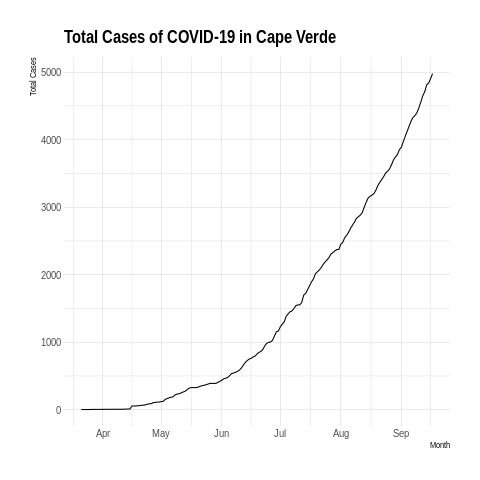 Total Cases of COVID-19 in Cape Verde
Total Cases
5000
4000
3000
2000
1000
0
Apr May Jun Jul Aug Sep
Month